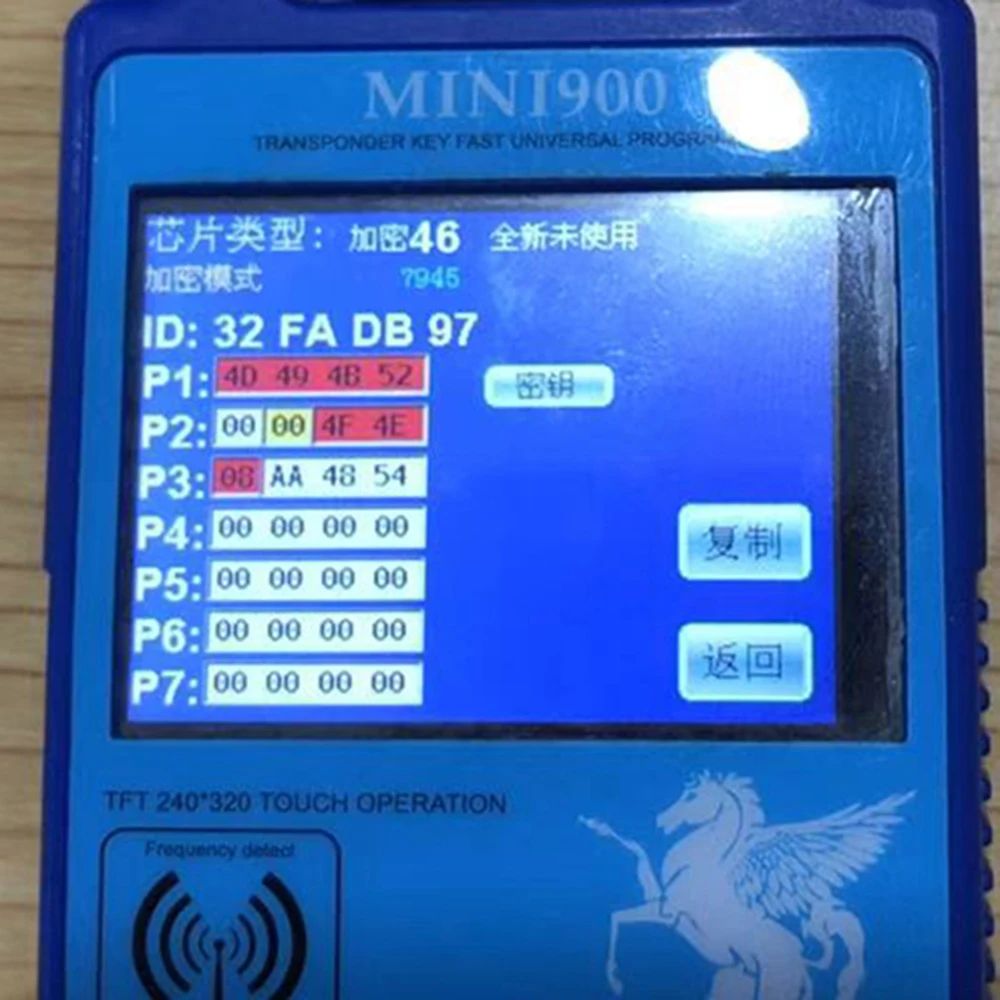 MINI900
TRANSPONDER KEY FAST UNIVERSAL
芯片类型：加密46 全新未使用
加密模式 7945
ID: 32 FA DB 97
P1: 4D 49 4B 52 密钥
P2: 00 00 4F 4E
P3: 08 AA 48 54
P4: 00 00 00 00
复制
P5: 00 00 00 00
P6: 00 00 00 00
返回
P7: 00 00 00 00
TFT 240*320 TOUCH OPERATION
Frequency detect